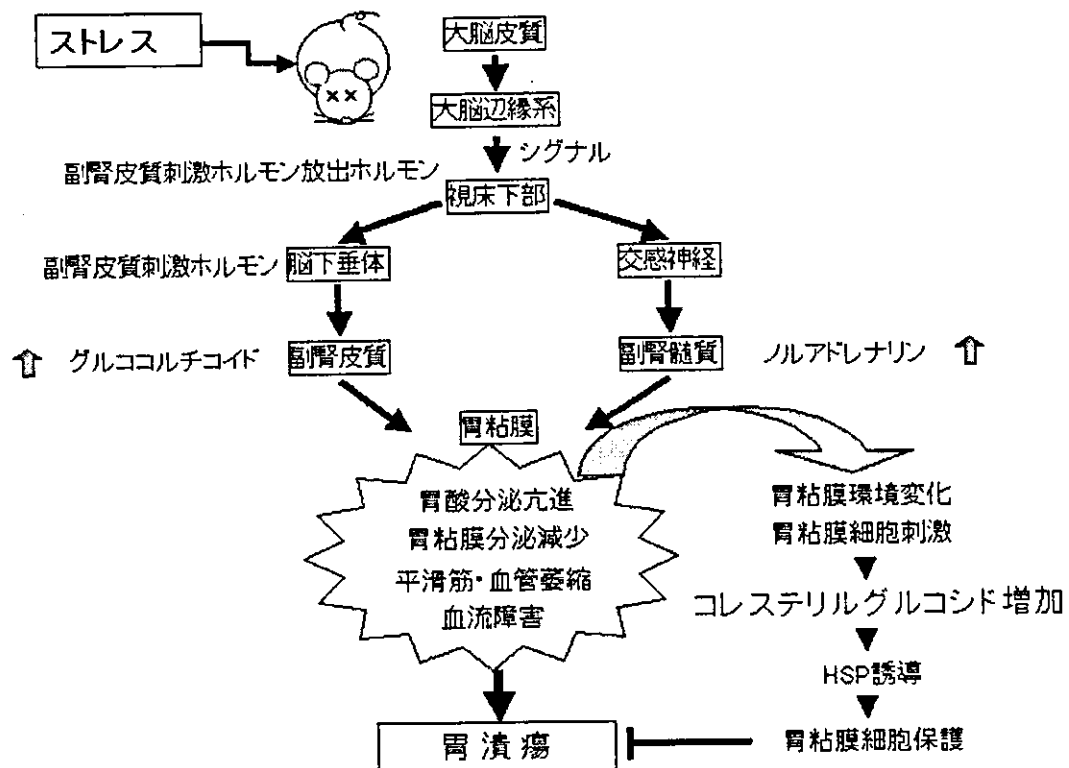 ストレス
大脳皮質
大脳辺縁系
シグナル
副腎皮質刺激ホルモン放出ホルモン
視床下部
副腎皮質刺激ホルモン
脳下垂体
交感神経
グルココルチコイド
副腎皮質
副腎髄質
ノルアドレナリン
胃粘膜
胃酸分泌亢進
胃粘膜分泌減少
平滑筋・血管萎縮
血流障害
胃粘膜環境変化
胃粘膜細胞刺激
コレステリルグルコシド増加
HSP誘導
胃粘膜細胞保護
胃潰瘍